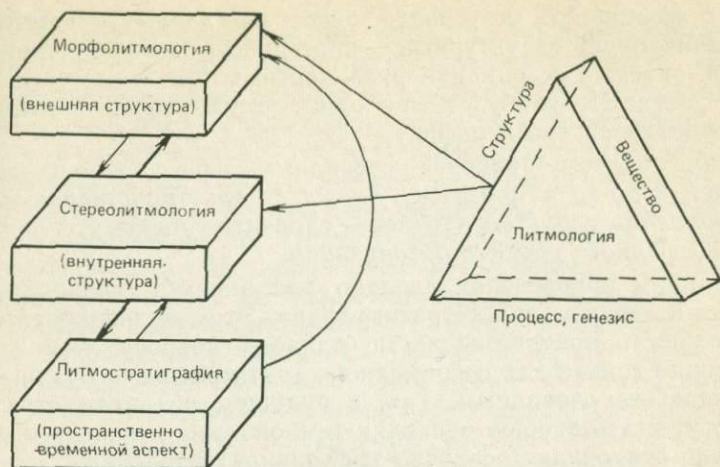 Морфолитмология
(внешняя структура)
Стереолитмология
(внутренняя.
структура)
Литмостратиграфия
(пространственно
-временной аспект)
Структура
Вещество
Литмология
Процесс, генезис